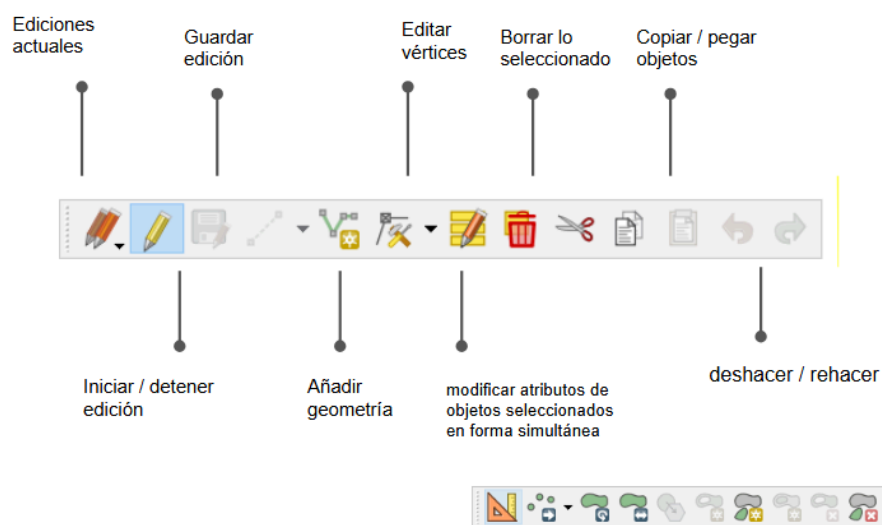 Ediciones
actuales
Guardar
edición
Editar
vértices
Borrar lo
seleccionado
Copiar / pegar
objetos
Iniciar / detener
edición
Añadir
geometría
modificar atributos de
objetos seleccionados
en forma simultánea
deshacer / rehacer